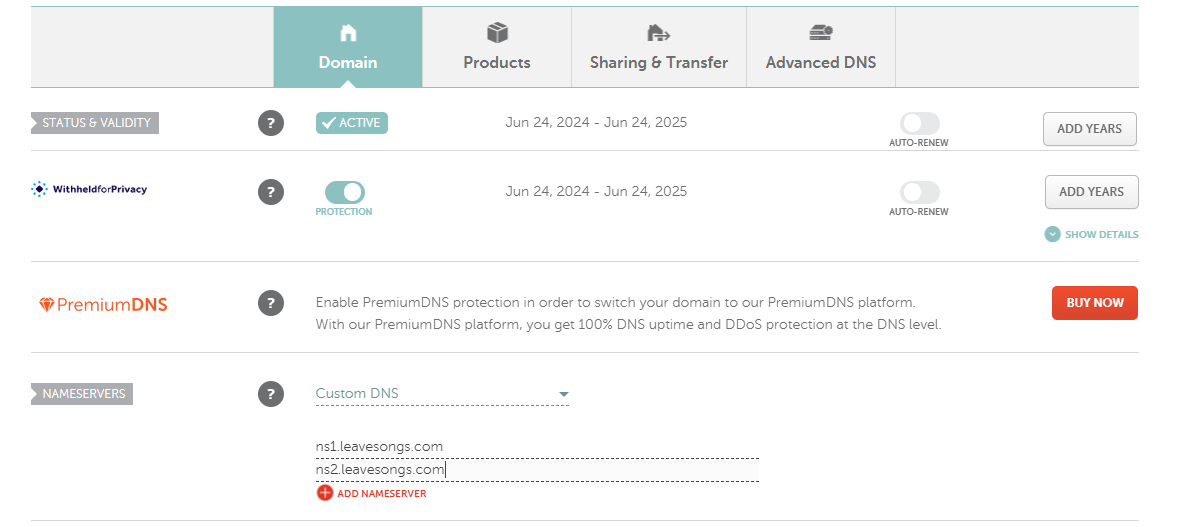 Domain
Products
Sharing & Transfer
Advanced DNS
STATUS & VALIDITY
?
ACTIVE
Jun 24, 2024 - Jun 24, 2025
AUTO-RENEW
ADD YEARS
WithheldforPrivacy
?
PROTECTION
Jun 24, 2024 - Jun 24, 2025
AUTO-RENEW
ADD YEARS
SHOW DETAILS
PremiumDNS
?
Enable PremiumDNS protection in order to switch your domain to our PremiumDNS platform.
With our PremiumDNS platform, you get 100% DNS uptime and DDoS protection at the DNS level.
BUY NOW
NAMESERVERS
?
Custom DNS
ns1.leavesongs.com
ns2.leavesongs.com
ADD NAMESERVER